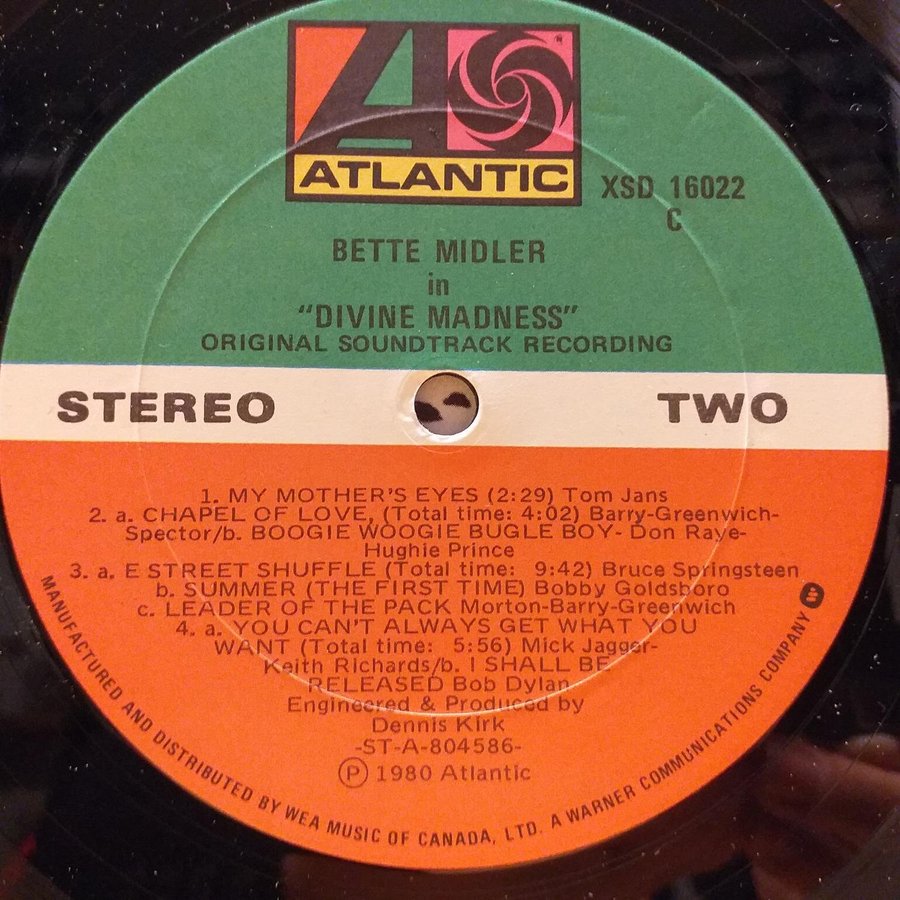 ATLANTIC
XSD 16022
C
BETTE MIDLER
in
"DIVINE MADNESS"
ORIGINAL SOUNDTRACK RECORDING
STEREO
TWO
1. MY MOTHER'S EYES (2:29) Tom Jans
2. a. CHAPEL OF LOVE, (Total time: 4:02) Barry-Greenwich-
Spector/b. BOOGIE WOOGIE BUGLE BOY- Don Raye-
Hughie Prince
3. a. E STREET SHUFFLE (Total time: 9:42) Bruce Springsteen
b. SUMMER (THE FIRST TIME) Bobby Goldsboro
c. LEADER OF THE PACK Morton-Barry-Greenwich
4. a. YOU CAN'T ALWAYS GET WHAT YOU
WANT (Total time: 5:56) Mick Jagger-
Keith Richards/b. I SHALL BE
RELEASED Bob Dylan
Engineered & Produced by
Dennis Kirk
-ST-A-804586-
Ⓟ 1980 Atlantic
MANUFACTURED AND DISTRIBUTED BY WEA MUSIC OF CANADA, LTD. A WARNER COMMUNICATIONS COMPANY